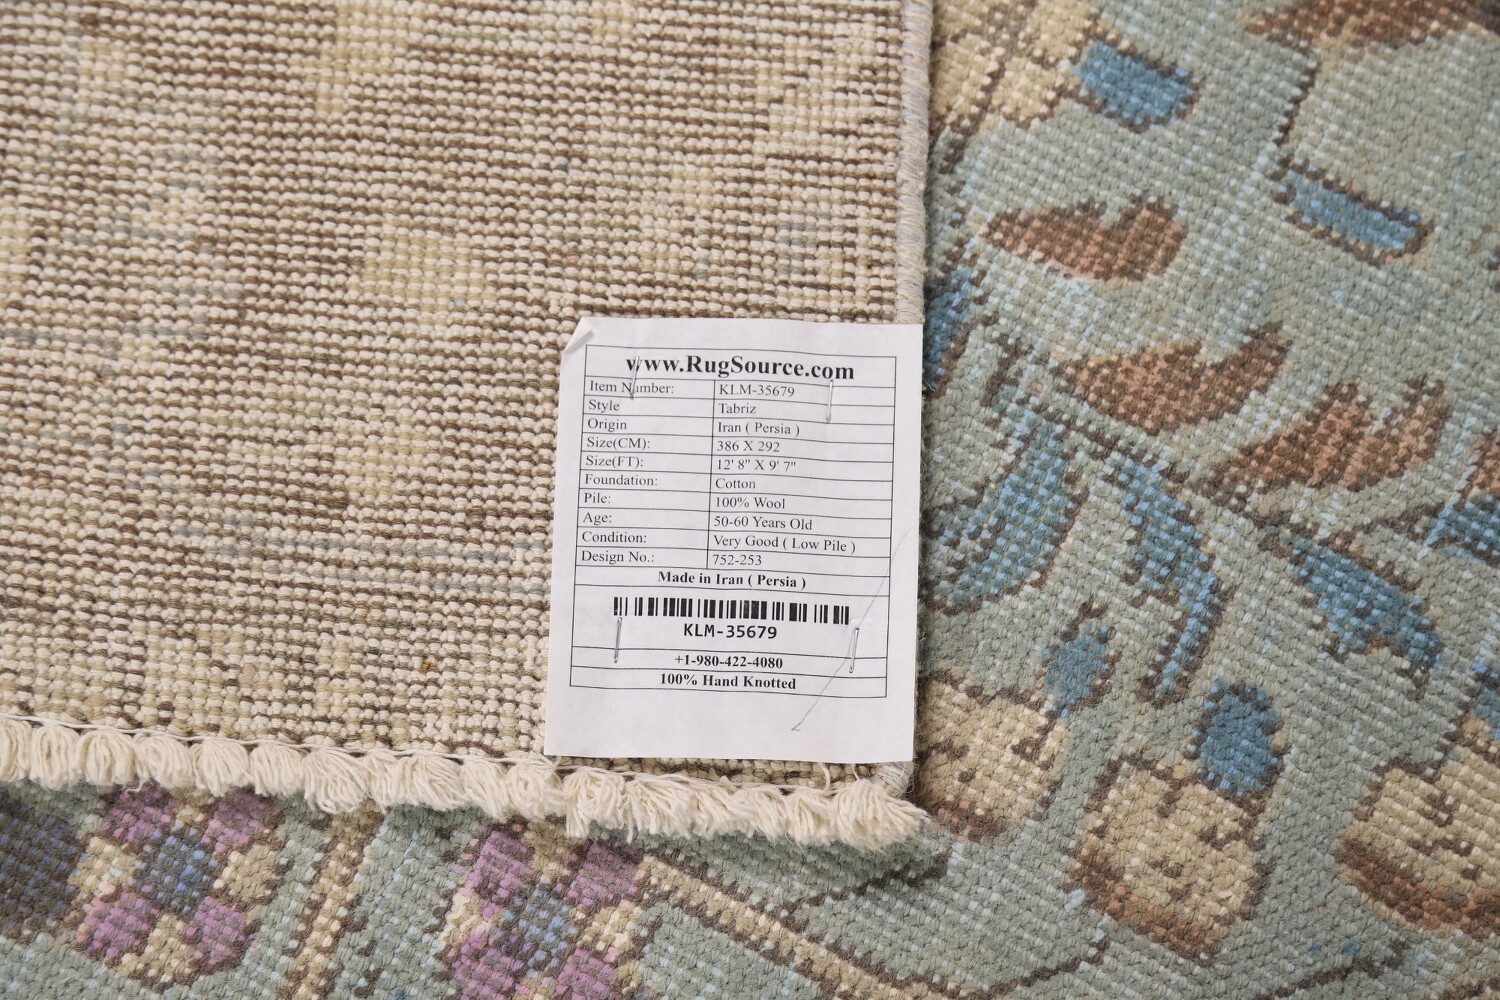 www.RugSource.com
Item Number: KLM-35679
Style Tabriz
Origin Iran ( Persia )
Size(CM): 386 X 292
Size(FT): 12' 8" X 9' 7"
Foundation: Cotton
Pile: 100% Wool
Age: 50-60 Years Old
Condition: Very Good ( Low Pile )
Design No.: 752-253
Made in Iran ( Persia )
KLM-35679
+1-980-422-4080
100% Hand Knotted